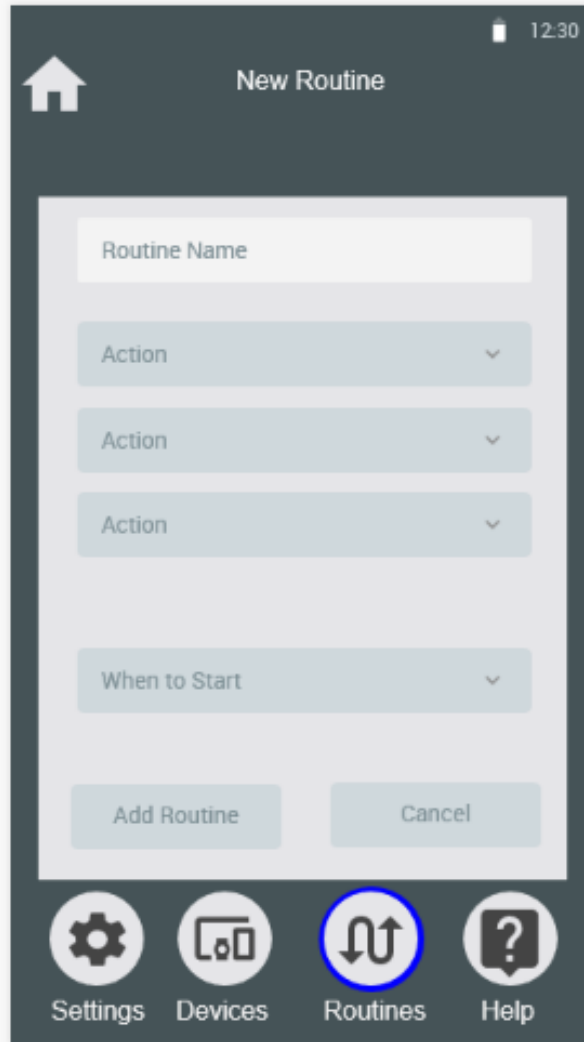 12:30
New Routine
Routine Name
Action
Action
Action
When to Start
Add Routine Cancel
Settings Devices Routines Help